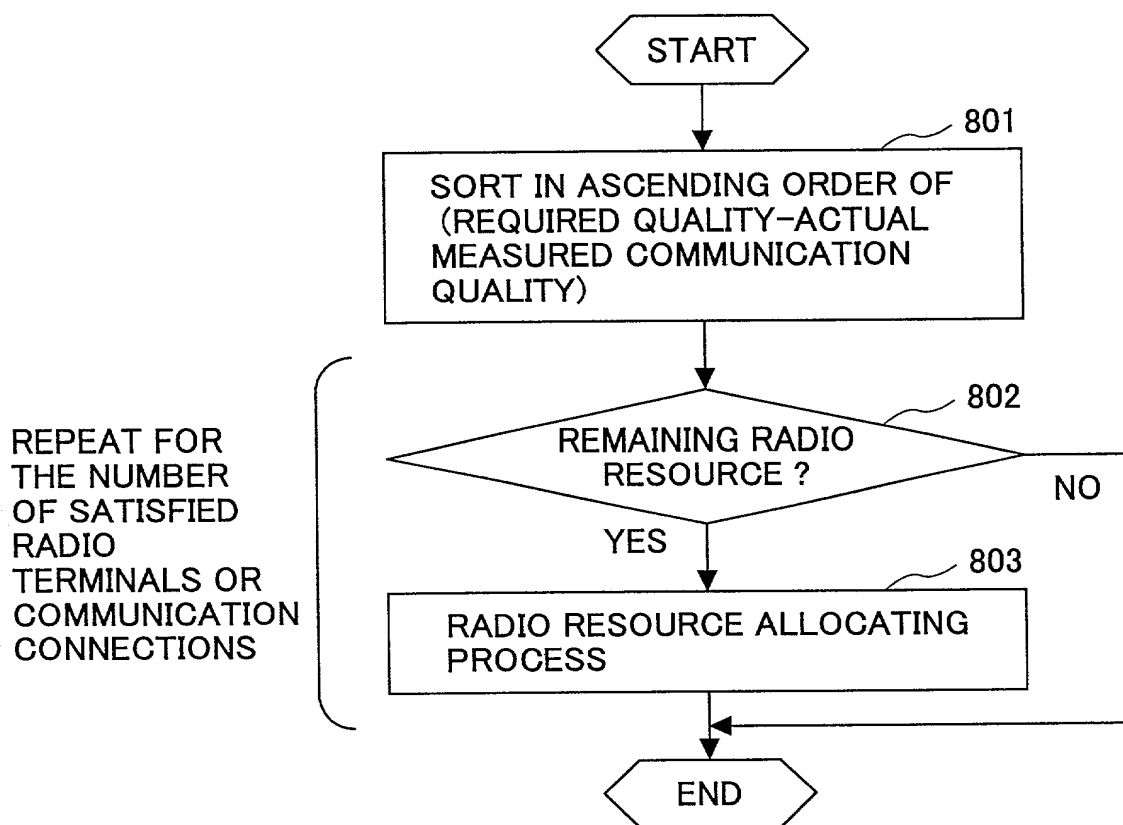 START
801
SORT IN ASCENDING ORDER OF
(REQUIRED QUALITY-ACTUAL
MEASURED COMMUNICATION
QUALITY)
802
REMAINING RADIO
RESOURCE ?
NO
YES
REPEAT FOR
THE NUMBER
OF SATISFIED
RADIO
TERMINALS OR
COMMUNICATION
CONNECTIONS
803
RADIO RESOURCE ALLOCATING
PROCESS
END